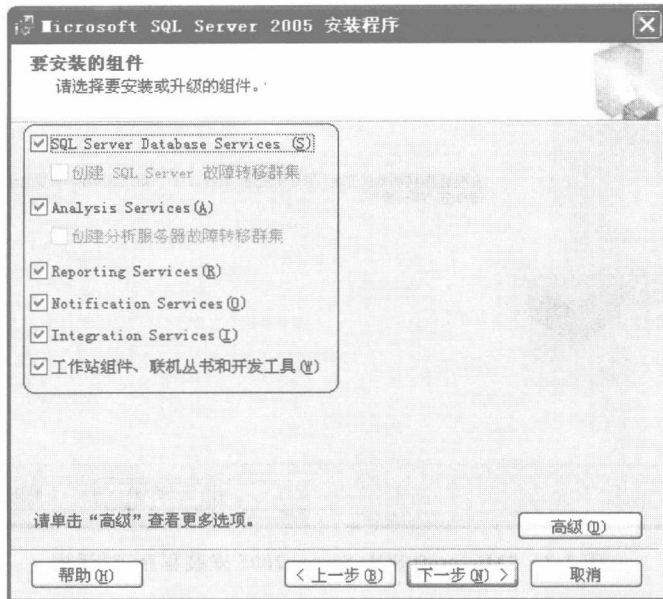 Microsoft SQL Server 2005 安装程序
要安装的组件
请选择要安装或升级的组件。
SQL Server Database Services (S)
创建 SQL Server 故障转移群集
Analysis Services(A)
创建分析服务器故障转移群集
Reporting Services(R)
Notification Services(O)
Integration Services(I)
工作站组件、联机丛书和开发工具(W)
请单击“高级”查看更多选项。
高级(D)
帮助(H)
< 上一步(B)
下一步(N) >
取消